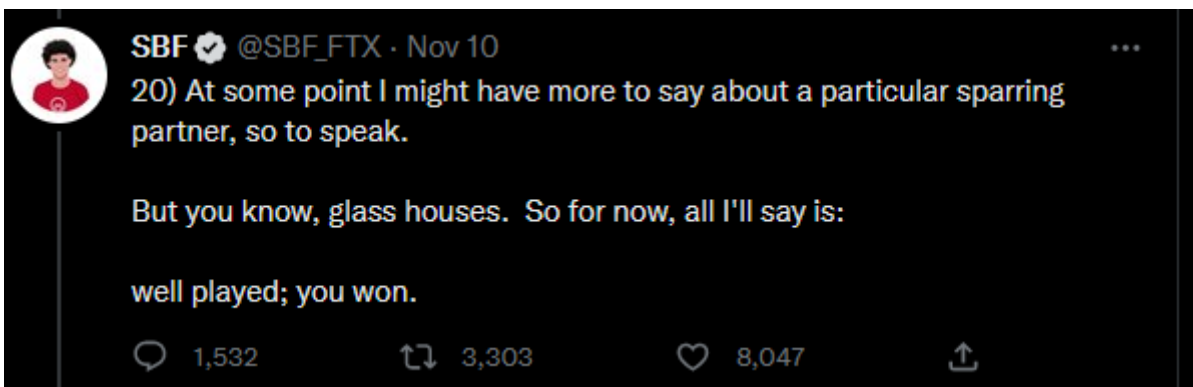 SBF @SBF_FTX · Nov 10
20) At some point I might have more to say about a particular sparring
partner, so to speak.
But you know, glass houses.  So for now, all I'll say is:
well played; you won.
1,532 3,303 8,047